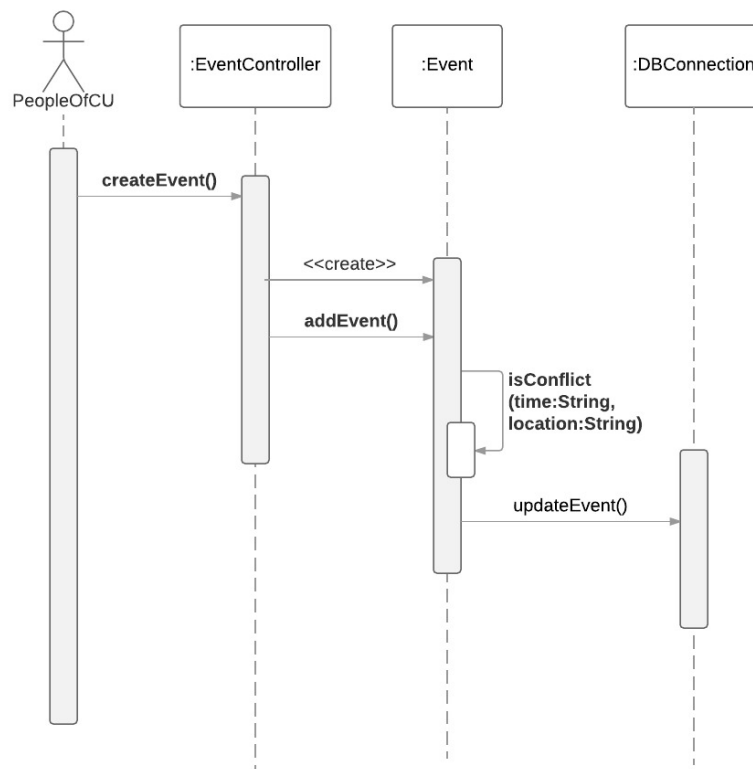 PeopleOfCU
:EventController
:Event
:DBConnection
createEvent()
<<create>>
addEvent()
isConflict
(time:String,
location:String)
updateEvent()